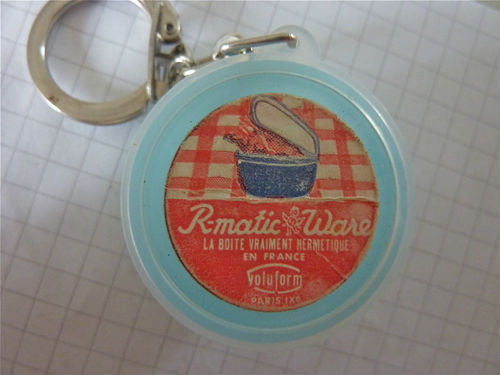 R-matic Ware
LA BOITE VRAIMENT HERMETIQUE
EN FRANCE
Voluform
PARIS.IXe